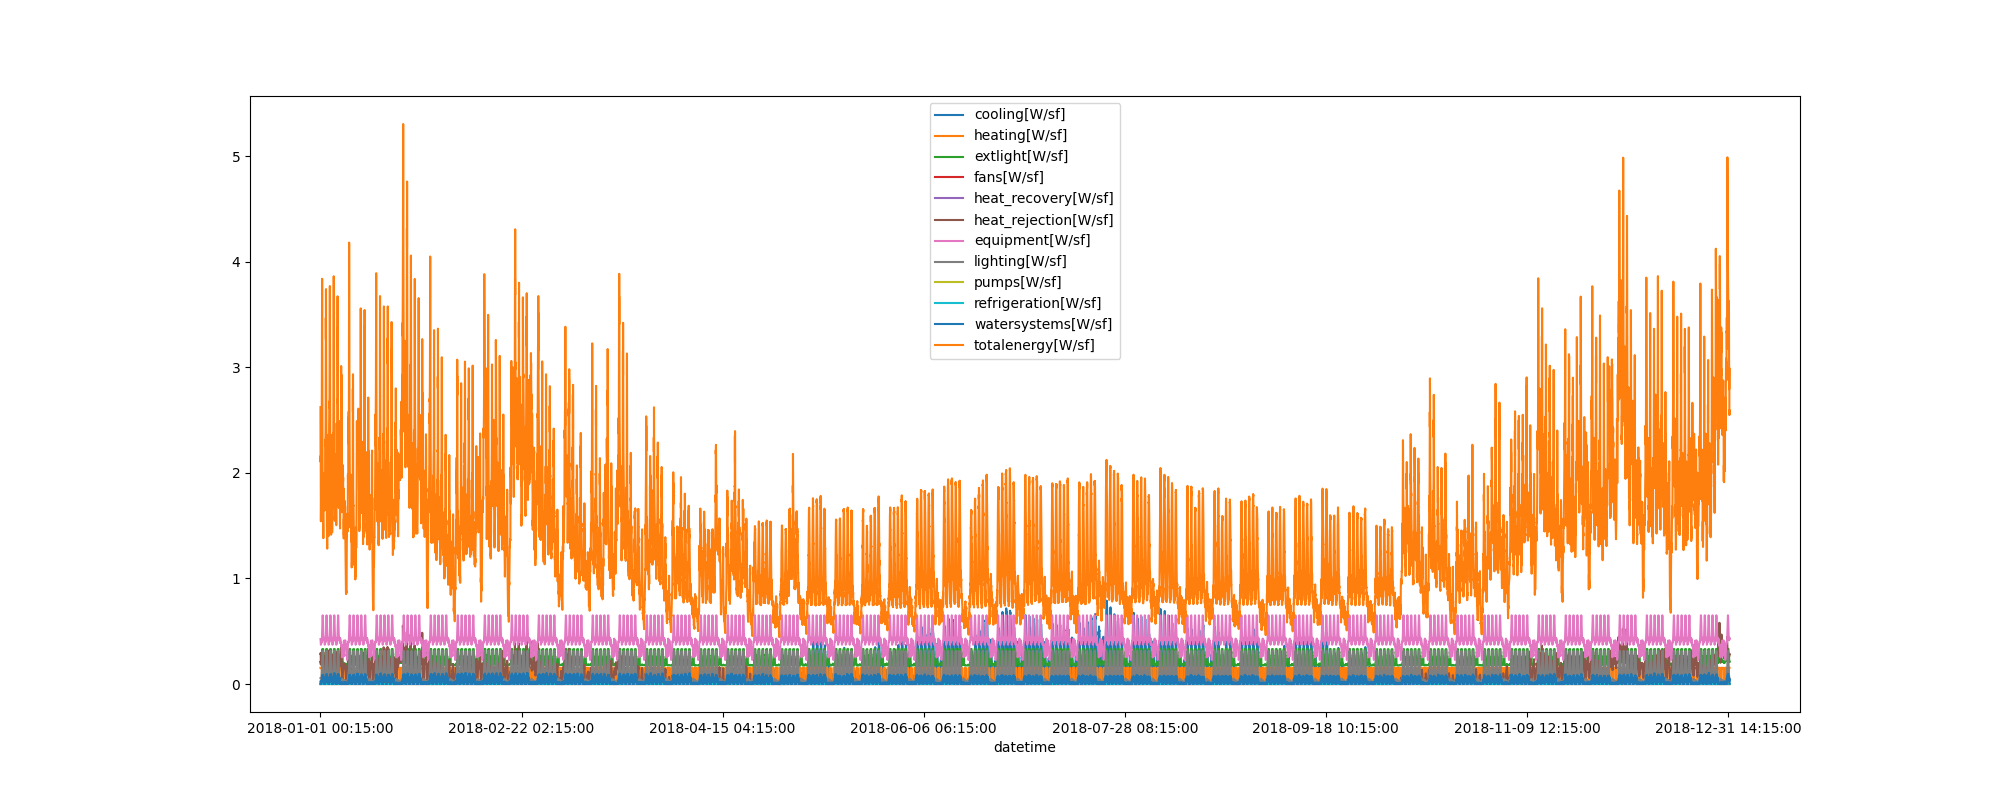 cooling[W/sf]
heating[W/sf]
extlight[W/sf]
fans[W/sf]
heat_recovery[W/sf]
heat_rejection[W/sf]
equipment[W/sf]
lighting[W/sf]
pumps[W/sf]
refrigeration[W/sf]
watersystems[W/sf]
totalenergy[W/sf]
5
4
3
2
1
0
2018-01-01 00:15:00 2018-02-22 02:15:00 2018-04-15 04:15:00 2018-06-06 06:15:00 2018-07-28 08:15:00 2018-09-18 10:15:00 2018-11-09 12:15:00 2018-12-31 14:15:00
datetime